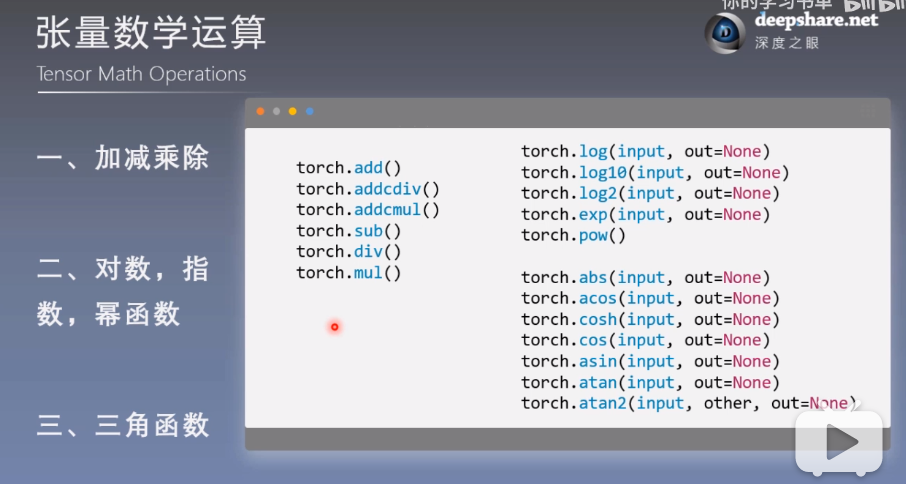 张量数学运算
Tensor Math Operations
你的学习书单
deepshare.net
深度之眼
一、加减乘除
二、对数，指
数，幂函数
三、三角函数
torch.add()
torch.addcdiv()
torch.addcmul()
torch.sub()
torch.div()
torch.mul()
torch.log(input, out=None)
torch.log10(input, out=None)
torch.log2(input, out=None)
torch.exp(input, out=None)
torch.pow()
torch.abs(input, out=None)
torch.acos(input, out=None)
torch.cosh(input, out=None)
torch.cos(input, out=None)
torch.asin(input, out=None)
torch.atan(input, out=None)
torch.atan2(input, other, out=None)